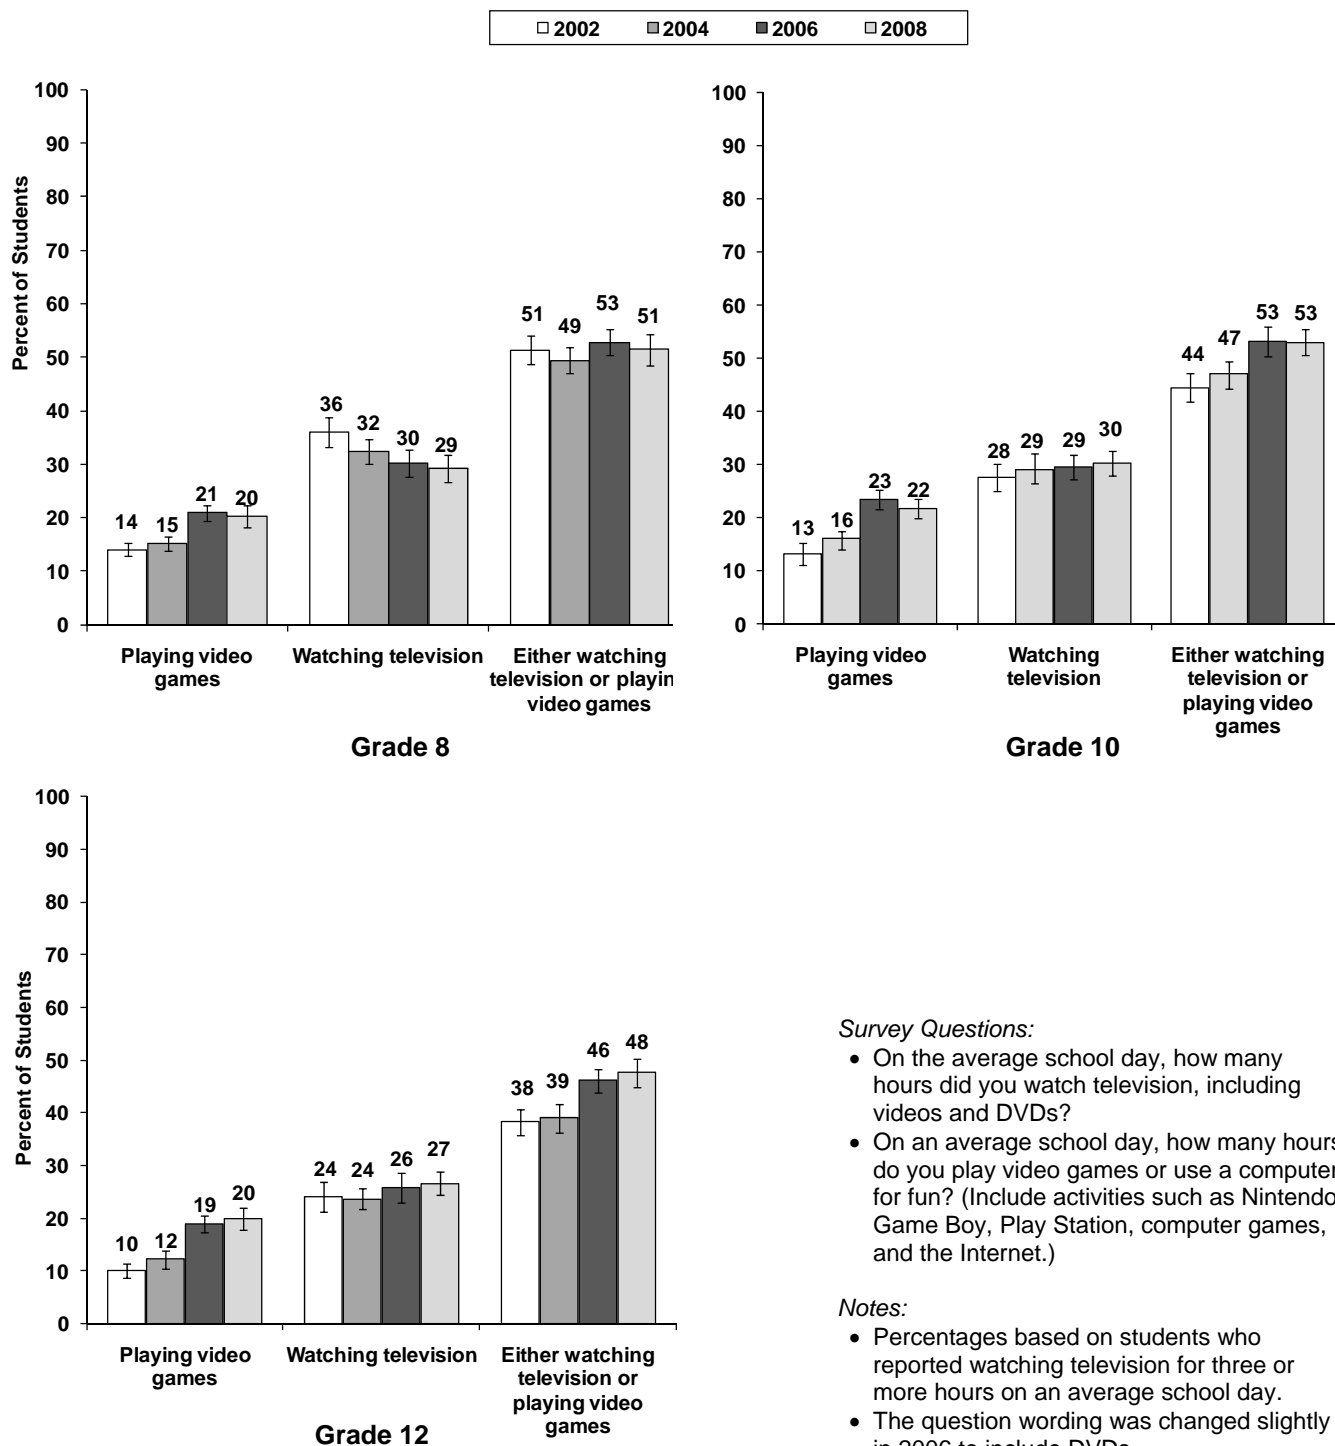 2002 2004 2006 2008
100
90
80
70
60
50
40
30
20
10
0
Percent of Students
14 15 21 20
36 32 30 29
51 49 53 51
Playing video
games
Watching television
Either watching
television or playin
video games
Grade 8
100
90
80
70
60
50
40
30
20
10
0
13 16 23 22
28 29 29 30
44 47 53 53
Playing video
games
Watching
television
Either watching
television or
playing video
games
Grade 10
100
90
80
70
60
50
40
30
20
10
0
Percent of Students
10 12 19 20
24 24 26 27
38 39 46 48
Playing video
games
Watching television
Either watching
television or
playing video
games
Grade 12
Survey Questions:
• On the average school day, how many
hours did you watch television, including
videos and DVDs?
• On an average school day, how many hours
do you play video games or use a computer
for fun? (Include activities such as Nintendo
Game Boy, Play Station, computer games,
and the Internet.)
Notes:
• Percentages based on students who
reported watching television for three or
more hours on an average school day.
• The question wording was changed slightly
in 2006 to include DVDs